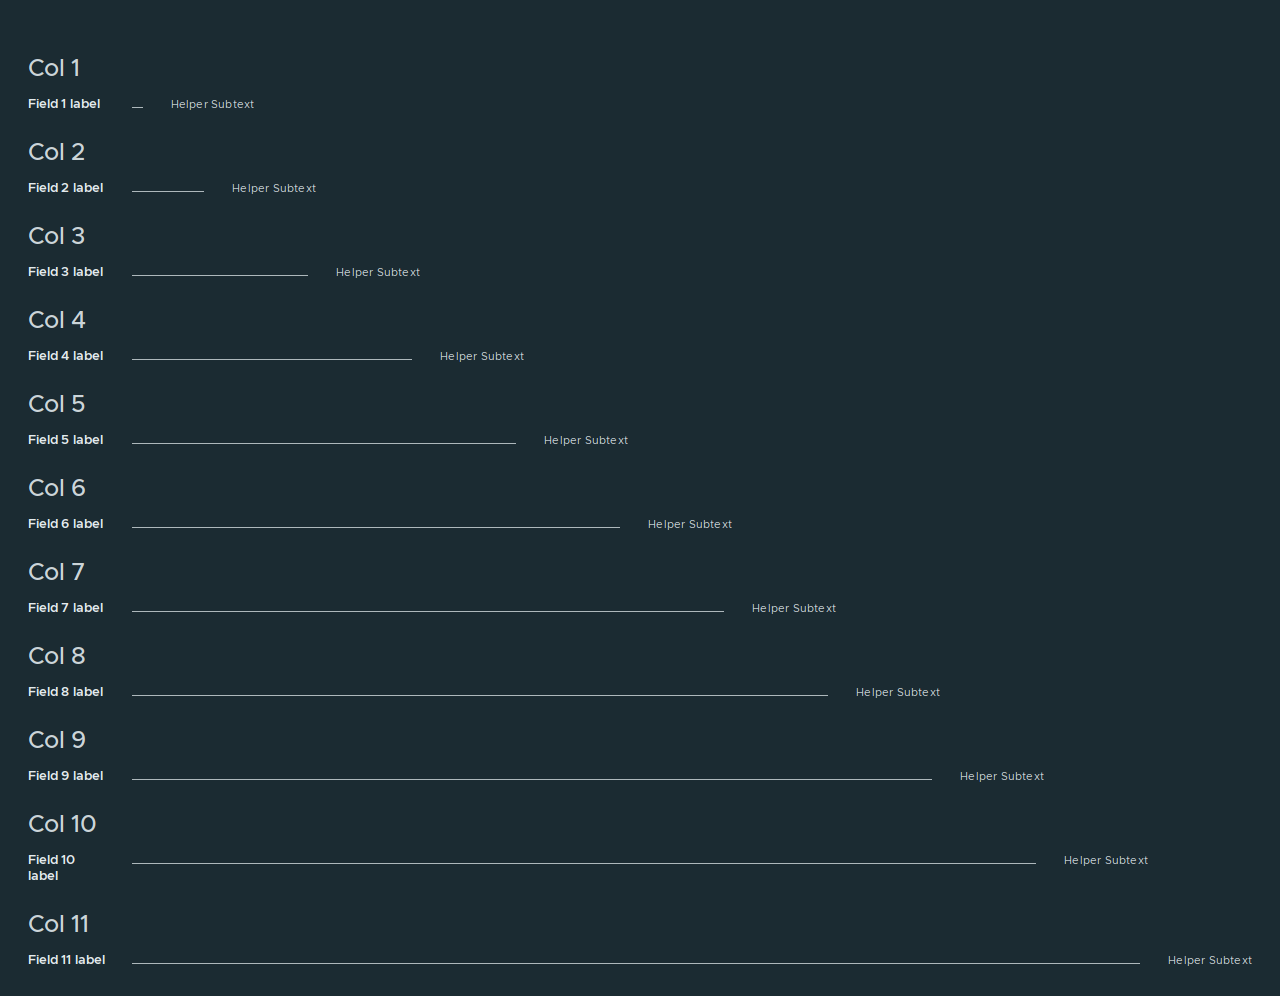 Col 1
Field 1 label Helper Subtext
Col 2
Field 2 label Helper Subtext
Col 3
Field 3 label Helper Subtext
Col 4
Field 4 label Helper Subtext
Col 5
Field 5 label Helper Subtext
Col 6
Field 6 label Helper Subtext
Col 7
Field 7 label Helper Subtext
Col 8
Field 8 label Helper Subtext
Col 9
Field 9 label Helper Subtext
Col 10
Field 10 Helper Subtext
label
Col 11
Field 11 label Helper Subtext